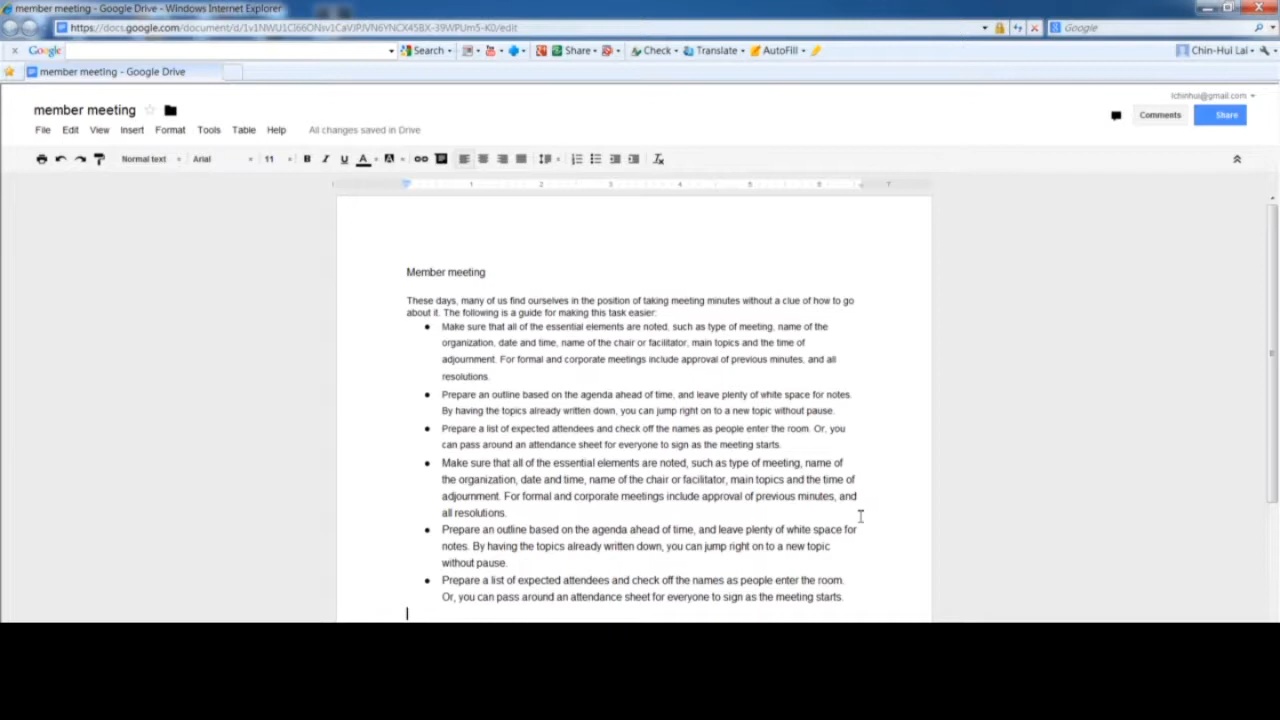 member meeting - Google Drive - Windows Internet Explorer
Google
Google Search Share Check Translate AutoFill Chin-Hui Lai
member meeting - Google Drive
lchinhui@gmail.com
member meeting
Comments Share
File Edit View Insert Format Tools Table Help All changes saved in Drive
Normal text Arial 11 B I U A A
1 2 3 4 5 6 7
Member meeting
These days, many of us find ourselves in the position of taking meeting minutes without a clue of how to go
about it. The following is a guide for making this task easier:
● Make sure that all of the essential elements are noted, such as type of meeting, name of the
organization, date and time, name of the chair or facilitator, main topics and the time of
adjournment. For formal and corporate meetings include approval of previous minutes, and all
resolutions.
● Prepare an outline based on the agenda ahead of time, and leave plenty of white space for notes.
By having the topics already written down, you can jump right on to a new topic without pause.
● Prepare a list of expected attendees and check off the names as people enter the room. Or, you
can pass around an attendance sheet for everyone to sign as the meeting starts.
● Make sure that all of the essential elements are noted, such as type of meeting, name of
the organization, date and time, name of the chair or facilitator, main topics and the time of
adjournment. For formal and corporate meetings include approval of previous minutes, and
all resolutions.
● Prepare an outline based on the agenda ahead of time, and leave plenty of white space for
notes. By having the topics already written down, you can jump right on to a new topic
without pause.
● Prepare a list of expected attendees and check off the names as people enter the room.
Or, you can pass around an attendance sheet for everyone to sign as the meeting starts.